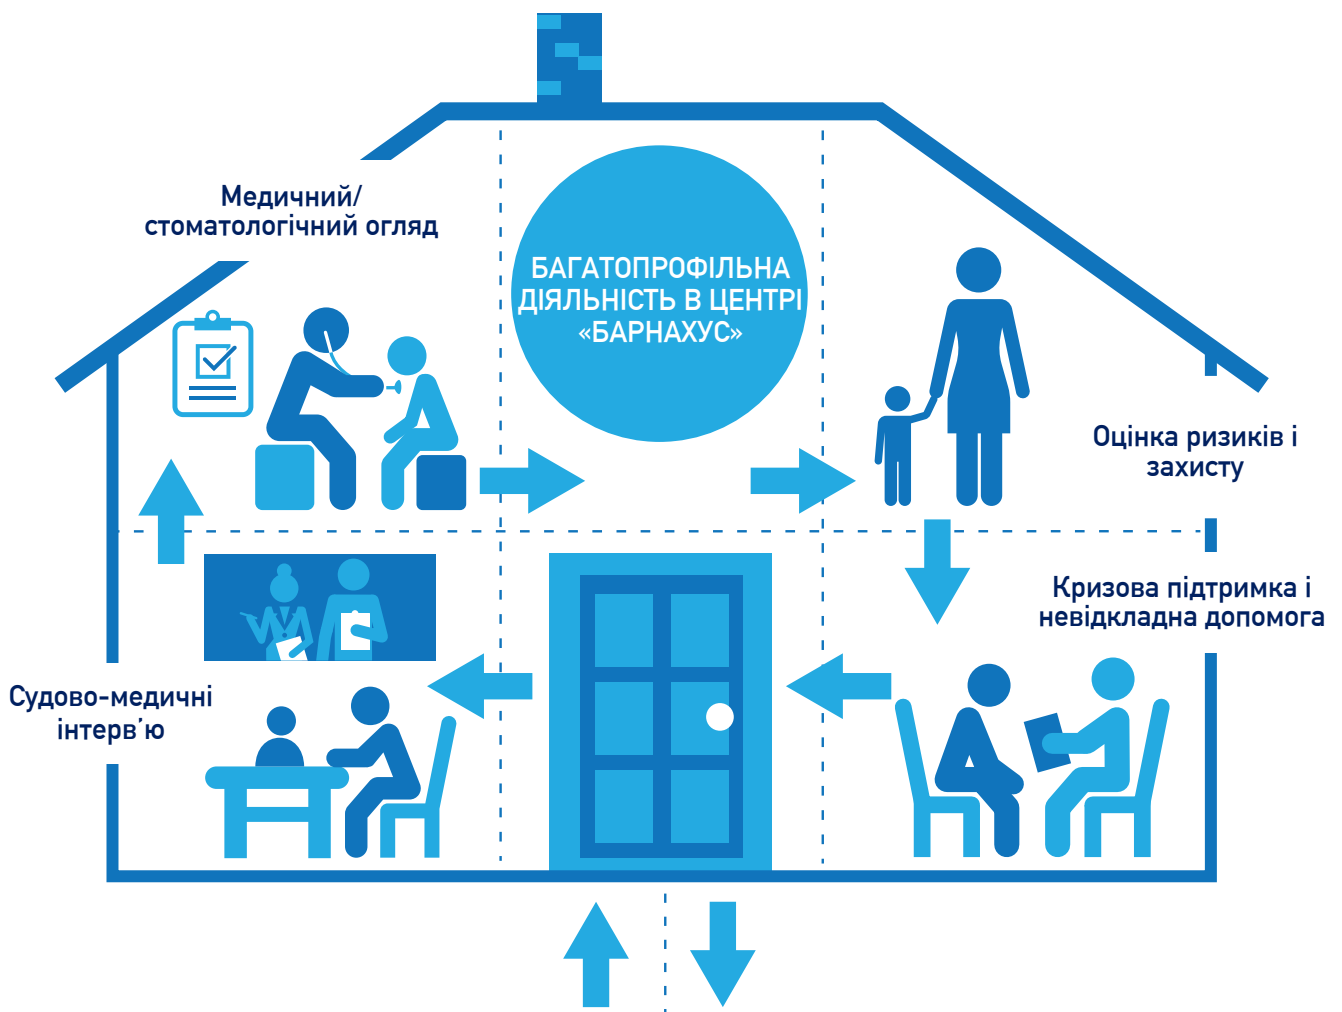 Медичний/
стоматологічний огляд
БАГАТОПРОФІЛЬНА
ДІЯЛЬНІСТЬ В ЦЕНТРІ
«БАРНАХУС»
Оцінка ризиків і
захисту
Кризова підтримка і
невідкладна допомога
Судово-медичні
інтерв’ю